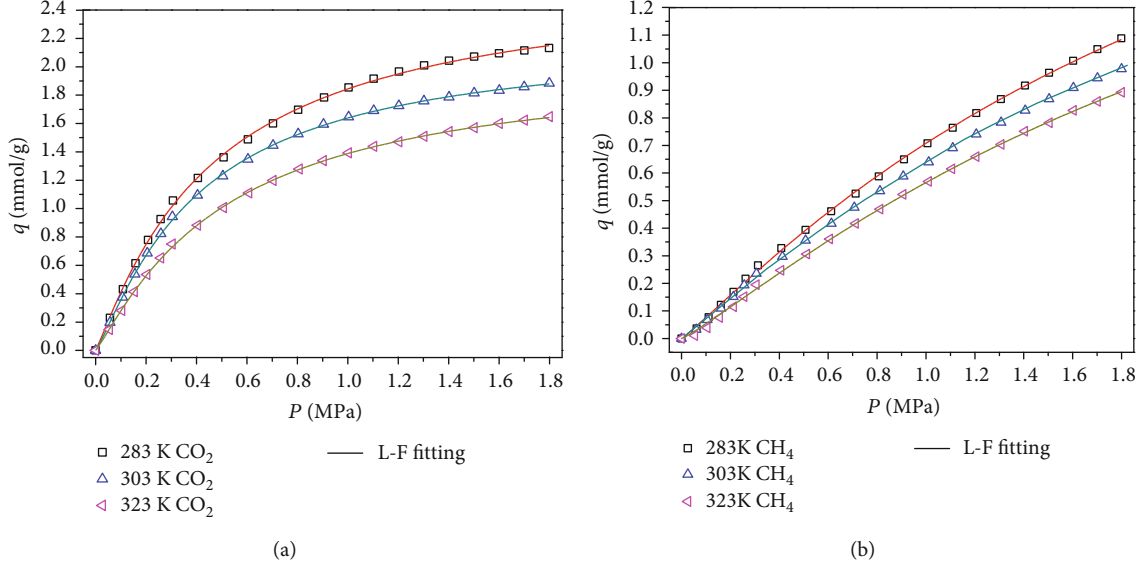 2.4
2.2
2.0
1.8
1.6
1.4
1.2
1.0
0.8
0.6
0.4
0.2
0.0
q (mmol/g)
0.0 0.2 0.4 0.6 0.8 1.0 1.2 1.4 1.6 1.8
P (MPa)
283 K CO₂
303 K CO₂
323 K CO₂
L-F fitting
(a)
1.2
1.1
1.0
0.9
0.8
0.7
0.6
0.5
0.4
0.3
0.2
0.1
0.0
q (mmol/g)
0.0 0.2 0.4 0.6 0.8 1.0 1.2 1.4 1.6 1.8
P (MPa)
283K CH₄
303K CH₄
323K CH₄
L-F fitting
(b)